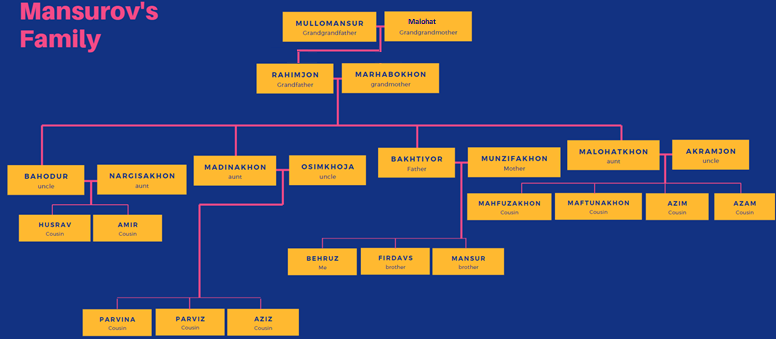 Mansurov's
Family
MULLOMANSUR
Grandgrandfather
Malohat
Grandgrandmother
RAHIMJON
Grandfather
MARHABOKHON
grandmother
BAHODUR
uncle
NARGISAKHON
aunt
MADINAKHON
aunt
OSIMKHOJA
uncle
BAKHTIYOR
Father
MUNZIFAKHON
Mother
MALOHATKHON
aunt
AKRAMJON
uncle
HUSRAV
Cousin
AMIR
Cousin
MAHFUZAKHON
Cousin
MAFTUNAKHON
Cousin
AZIM
Cousin
AZAM
Cousin
BEHRUZ
Me
FIRDAVS
brother
MANSUR
brother
PARVINA
Cousin
PARVIZ
Cousin
AZIZ
Cousin